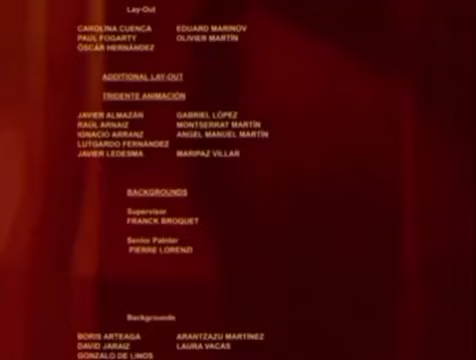 Lay-Out
CAROLINA CUENCA EDUARD MARINOV
PAUL FOGARTY OLIVIER MARTÍN
ÓSCAR HERNÁNDEZ
ADDITIONAL LAY-OUT
TRIDENTE ANIMACIÓN
JAVIER ALMAZÁN GABRIEL LÓPEZ
RAÚL ARNAIZ MONTSERRAT MARTÍN
IGNACIO ARRANZ ANGEL MANUEL MARTÍN
LUTGARDO FERNÁNDEZ
JAVIER LEDESMA MARIPAZ VILLAR
BACKGROUNDS
Supervisor
FRANCK BROQUET
Senior Painter
PIERRE LORENZI
Backgrounds
BORIS ARTEAGA ARANTZAZU MARTÍNEZ
DAVID JARAIZ LAURA VACAS
GONZALO DE LIMOS